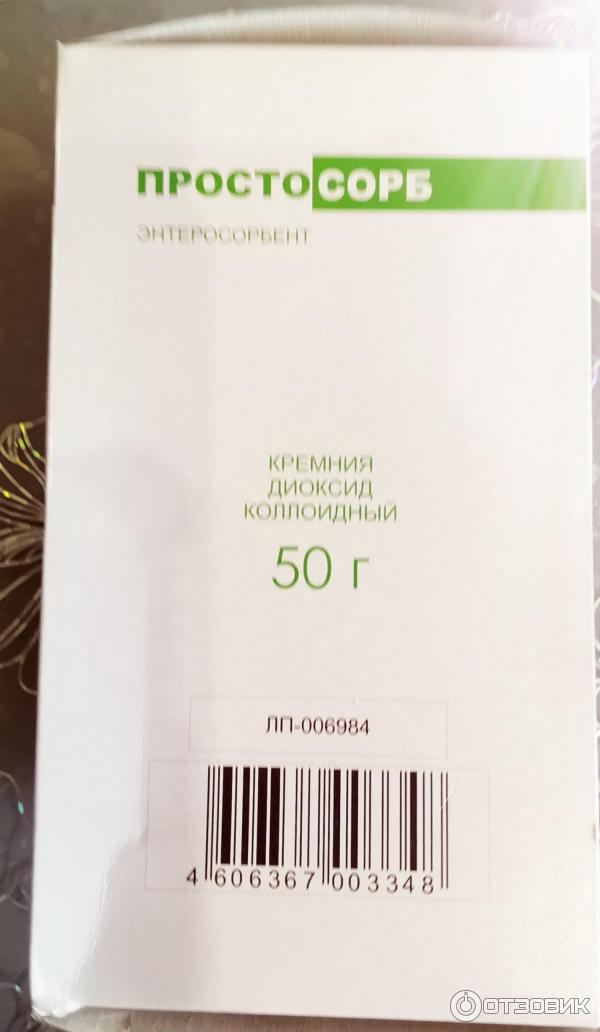 ПРОСТОСОРБ
ЭНТЕРОСОРБЕНТ
КРЕМНИЯ
ДИОКСИД
КОЛЛОИДНЫЙ
50 г
ЛП-006984
4 606367 003348
ОТЗОВИК